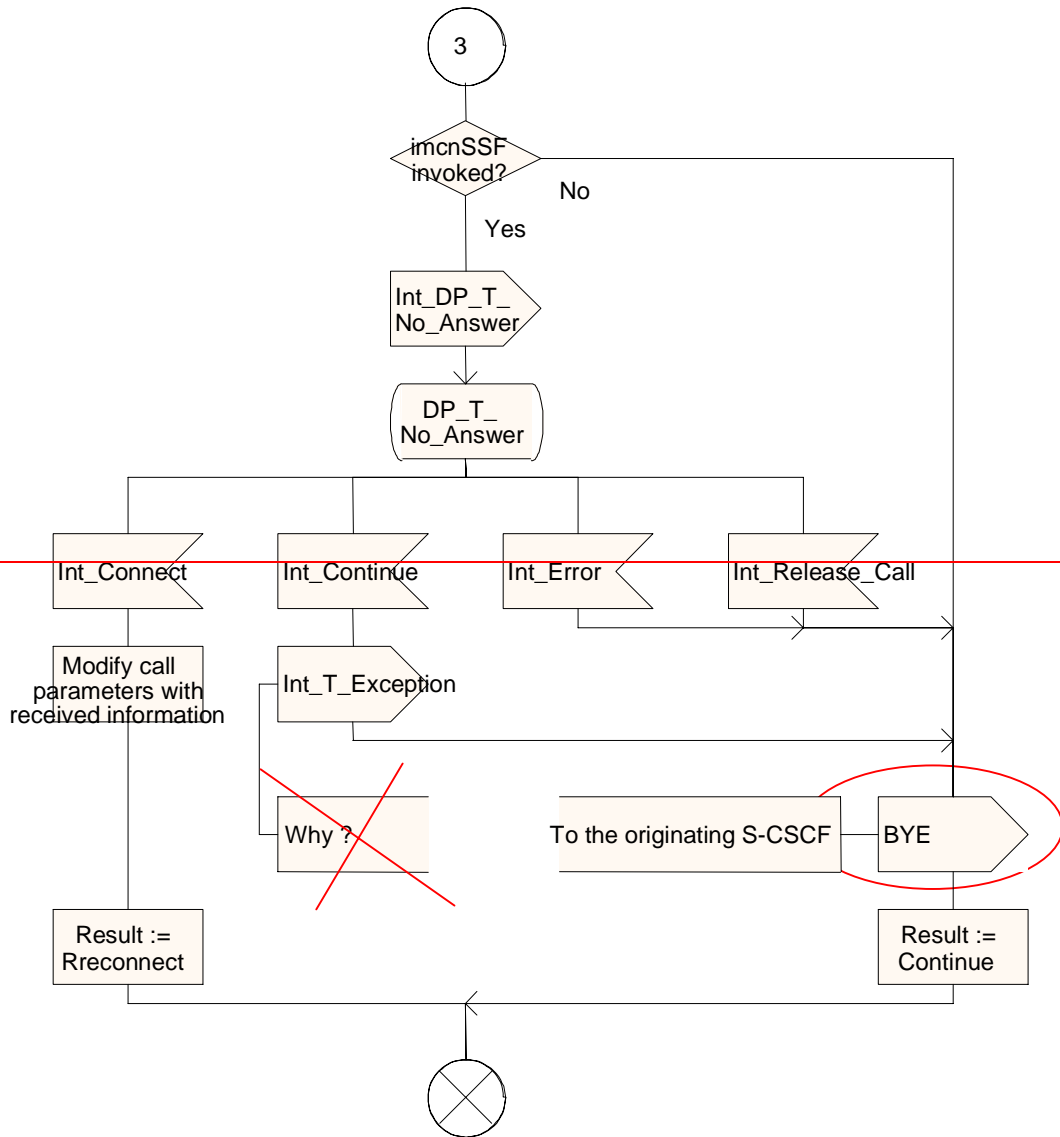 3
imcnSSF
invoked?
No
Yes
Int_DP_T_
No_Answer
DP_T_
No_Answer
Int_Connect
Int_Continue
Int_Error
Int_Release_Call
Modify call
parameters with
received information
Int_T_Exception
Why ?
To the originating S-CSCF
BYE
Result :=
Rreconnect
Result :=
Continue